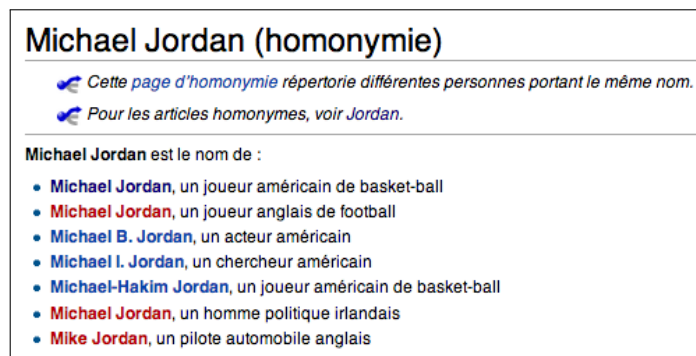 Michael Jordan (homonymie)
Cette page d'homonymie répertorie différentes personnes portant le même nom.
Pour les articles homonymes, voir Jordan.
Michael Jordan est le nom de :
• Michael Jordan, un joueur américain de basket-ball
• Michael Jordan, un joueur anglais de football
• Michael B. Jordan, un acteur américain
• Michael I. Jordan, un chercheur américain
• Michael-Hakim Jordan, un joueur américain de basket-ball
• Michael Jordan, un homme politique irlandais
• Mike Jordan, un pilote automobile anglais